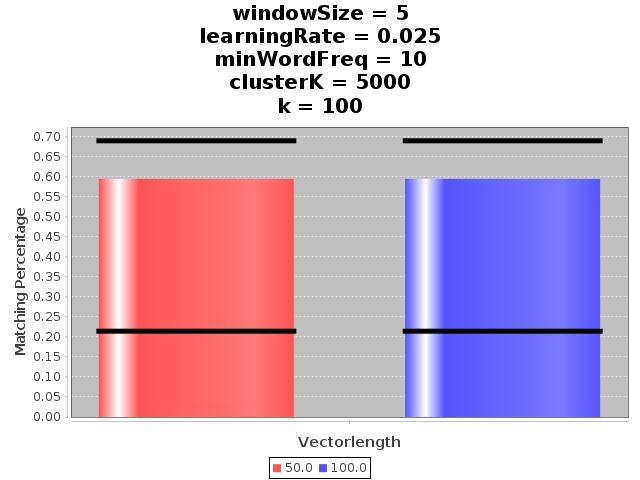 windowSize = 5
learningRate = 0.025
minWordFreq = 10
clusterK = 5000
k = 100
Matching Percentage
0.70
0.65
0.60
0.55
0.50
0.45
0.40
0.35
0.30
0.25
0.20
0.15
0.10
0.05
0.00
Vectorlength
50.0 100.0